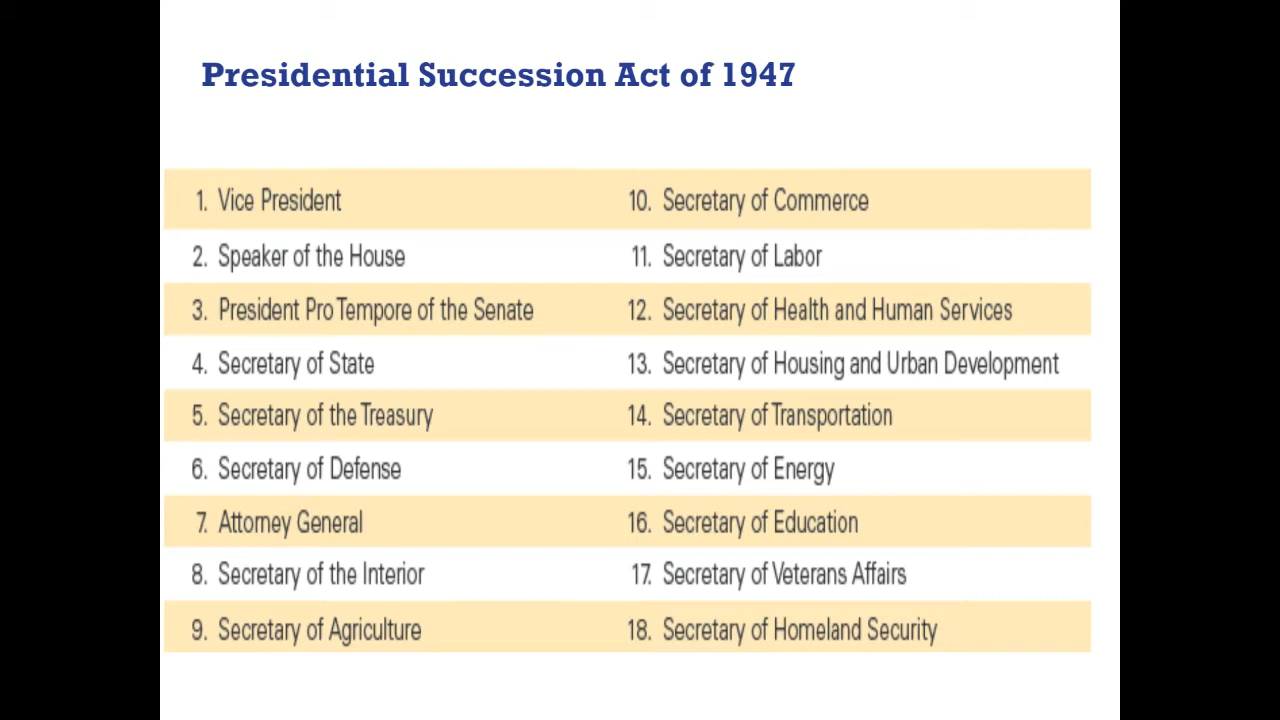 Presidential Succession Act of 1947
1. Vice President
2. Speaker of the House
3. President Pro Tempore of the Senate
4. Secretary of State
5. Secretary of the Treasury
6. Secretary of Defense
7. Attorney General
8. Secretary of the Interior
9. Secretary of Agriculture
10. Secretary of Commerce
11. Secretary of Labor
12. Secretary of Health and Human Services
13. Secretary of Housing and Urban Development
14. Secretary of Transportation
15. Secretary of Energy
16. Secretary of Education
17. Secretary of Veterans Affairs
18. Secretary of Homeland Security